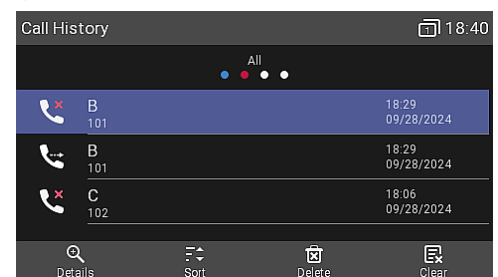 Call History 1 18:40
All
B 18:29
101 09/28/2024
B 18:29
101 09/28/2024
C 18:06
102 09/28/2024
Details Sort Delete Clear